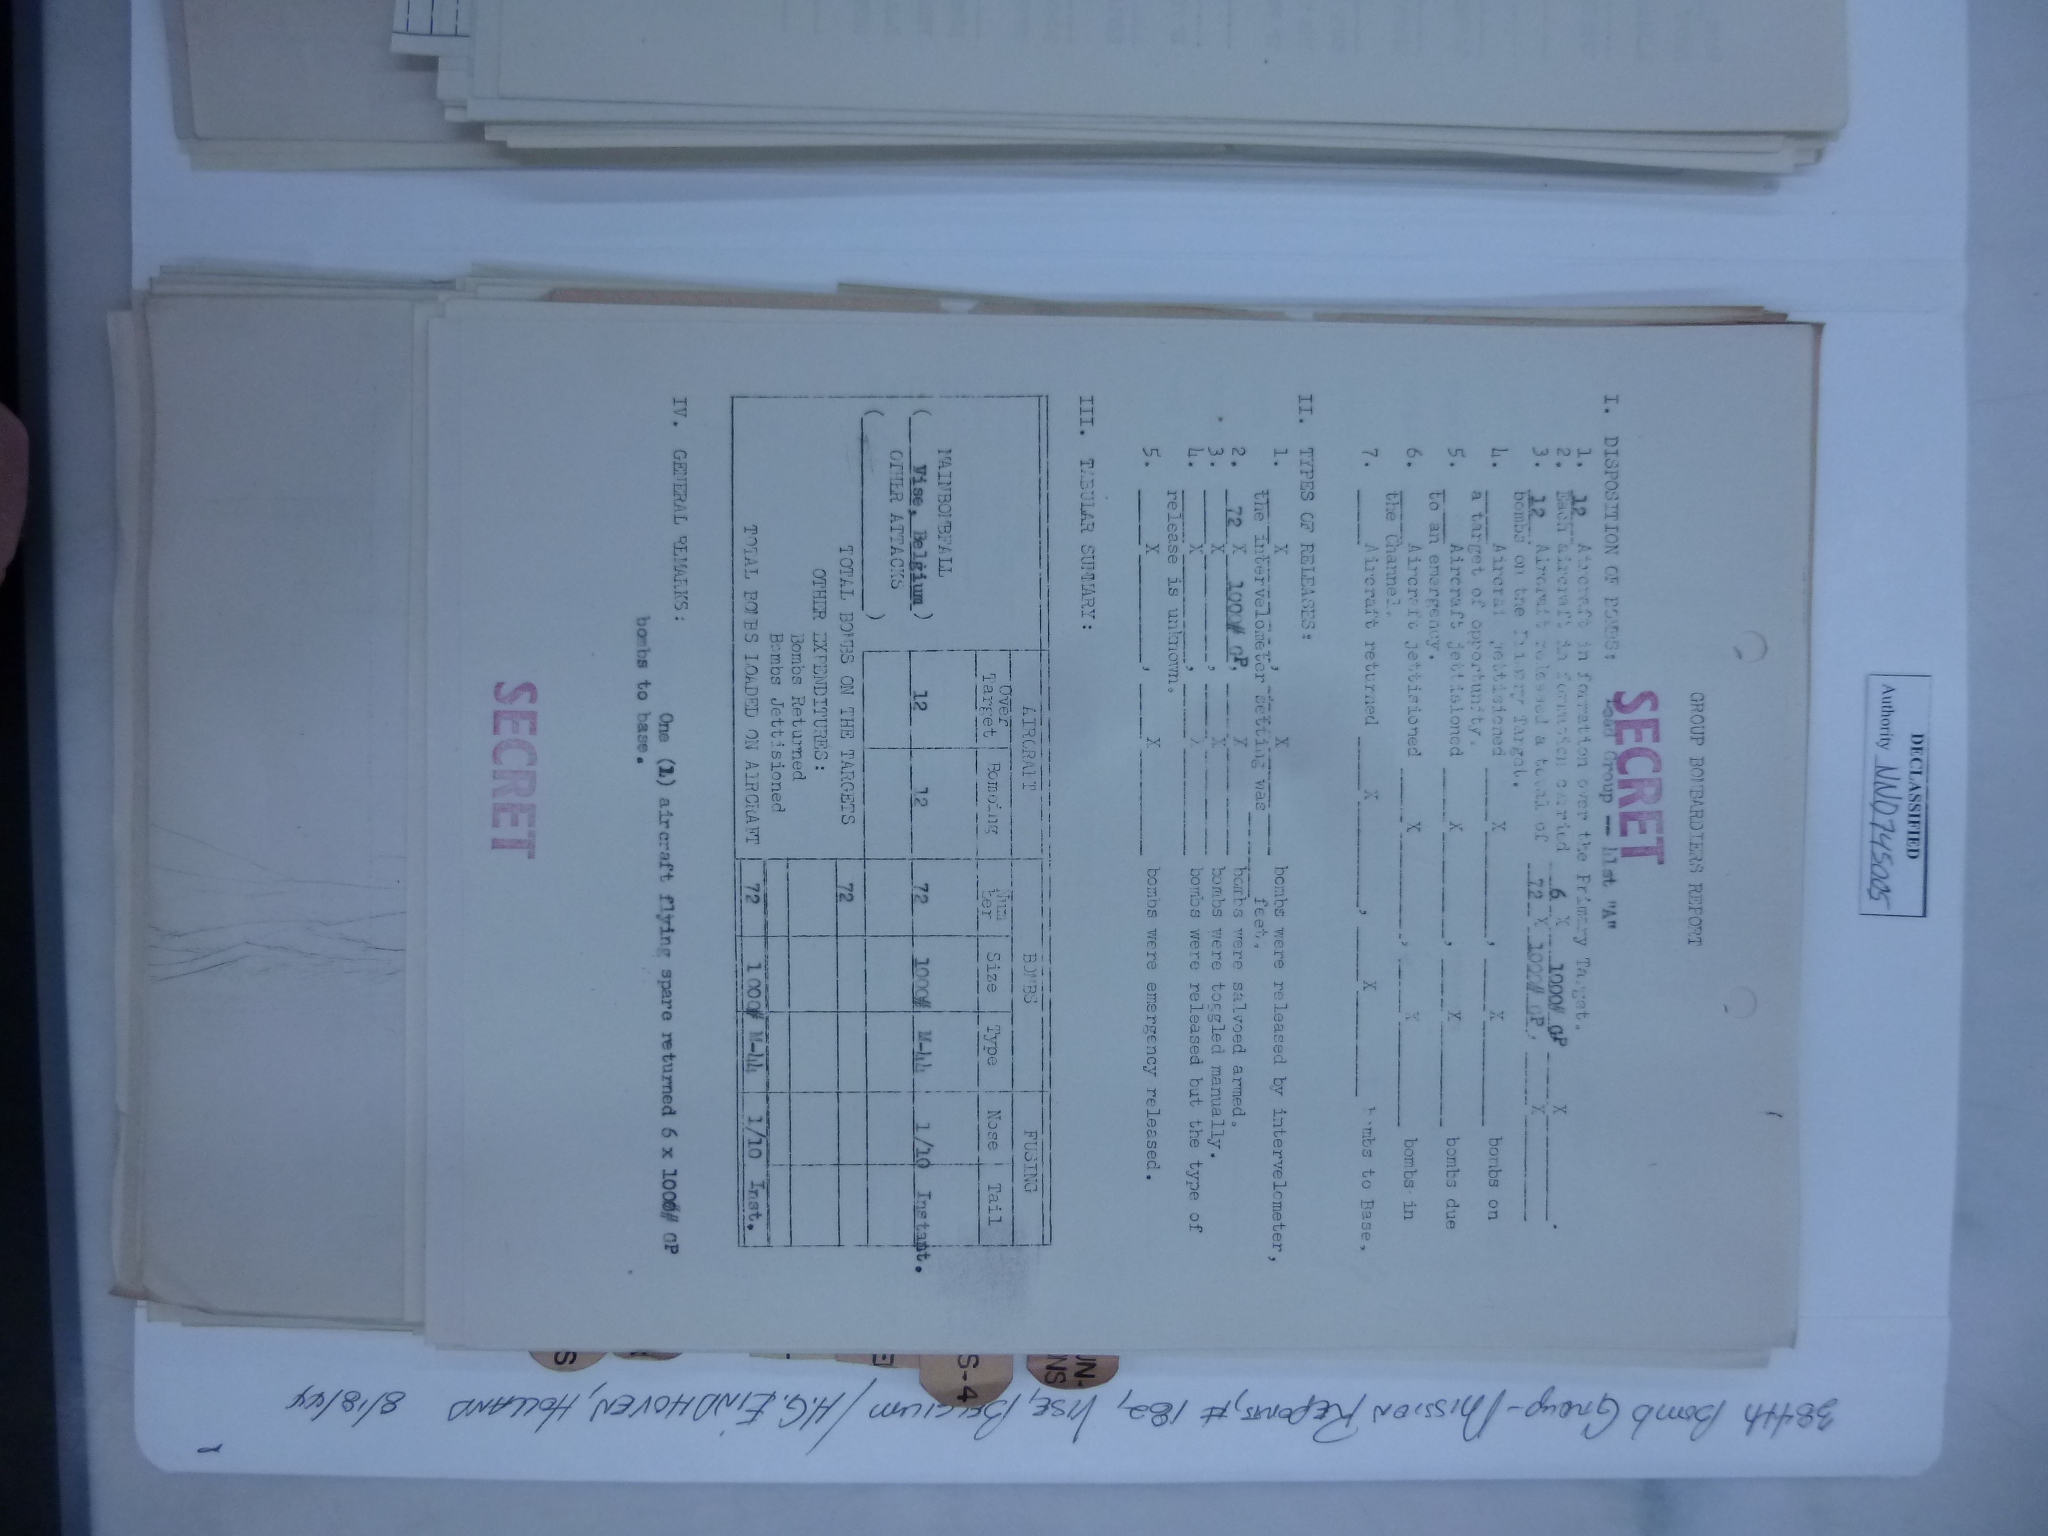 DECLASSIFIED
Authority NND745005
GROUP BOMBARDIERS REPORT
SECRET
Lead Group -- 41st "A"
I. DISPOSITION OF BOMBS:
1. 12 Aircraft in formation over the Primary Target.
2. Each aircraft in formation carried 6 X 1000# GP X .
3. 12 Aircraft released a total of 72 X 1000# GP, X
bombs on the Primary Target.
4. Aircraft jettisoned X , X bombs on
a target of opportunity.
5. Aircraft jettisoned X , X bombs due
to an emergency.
6. Aircraft jettisoned X , X bombs in
the Channel.
7. Aircraft returned X , X bombs to Base,
II. TYPES OF RELEASES:
1. X , X bombs were released by intervelometer,
the intervelometer setting was feet.
2. 72 X 1000# GP, X bombs were salvoed armed.
3. X , X bombs were toggled manually.
4. X , X bombs were released but the type of
release is unknown.
5. X , X bombs were emergency released.
III. TABULAR SUMMARY:
AIRCRAFT BOMBS FUSING
MAINBOMBFALL Over Target Bombing Number Size Type Nose Tail
( Vise, Belgium ) 12 12 72 1000# M-44 1/10 Instant.
OTHER ATTACKS
( )
TOTAL BOMBS ON THE TARGETS 72
OTHER EXPENDITURES:
Bombs Returned
Bombs Jettisioned
TOTAL BOMBS LOADED ON AIRCRAFT 72 1000# M-44 1/10 Inst.
IV. GENERAL REMARKS:
One (1) aircraft flying spare returned 6 x 1000# GP
bombs to base.
SECRET
UN-
NS
S-4
S
384th Bomb Group - Mission Reports, # 182, Vise, Belgium / H.G. Eindhoven, Holland 8/18/44